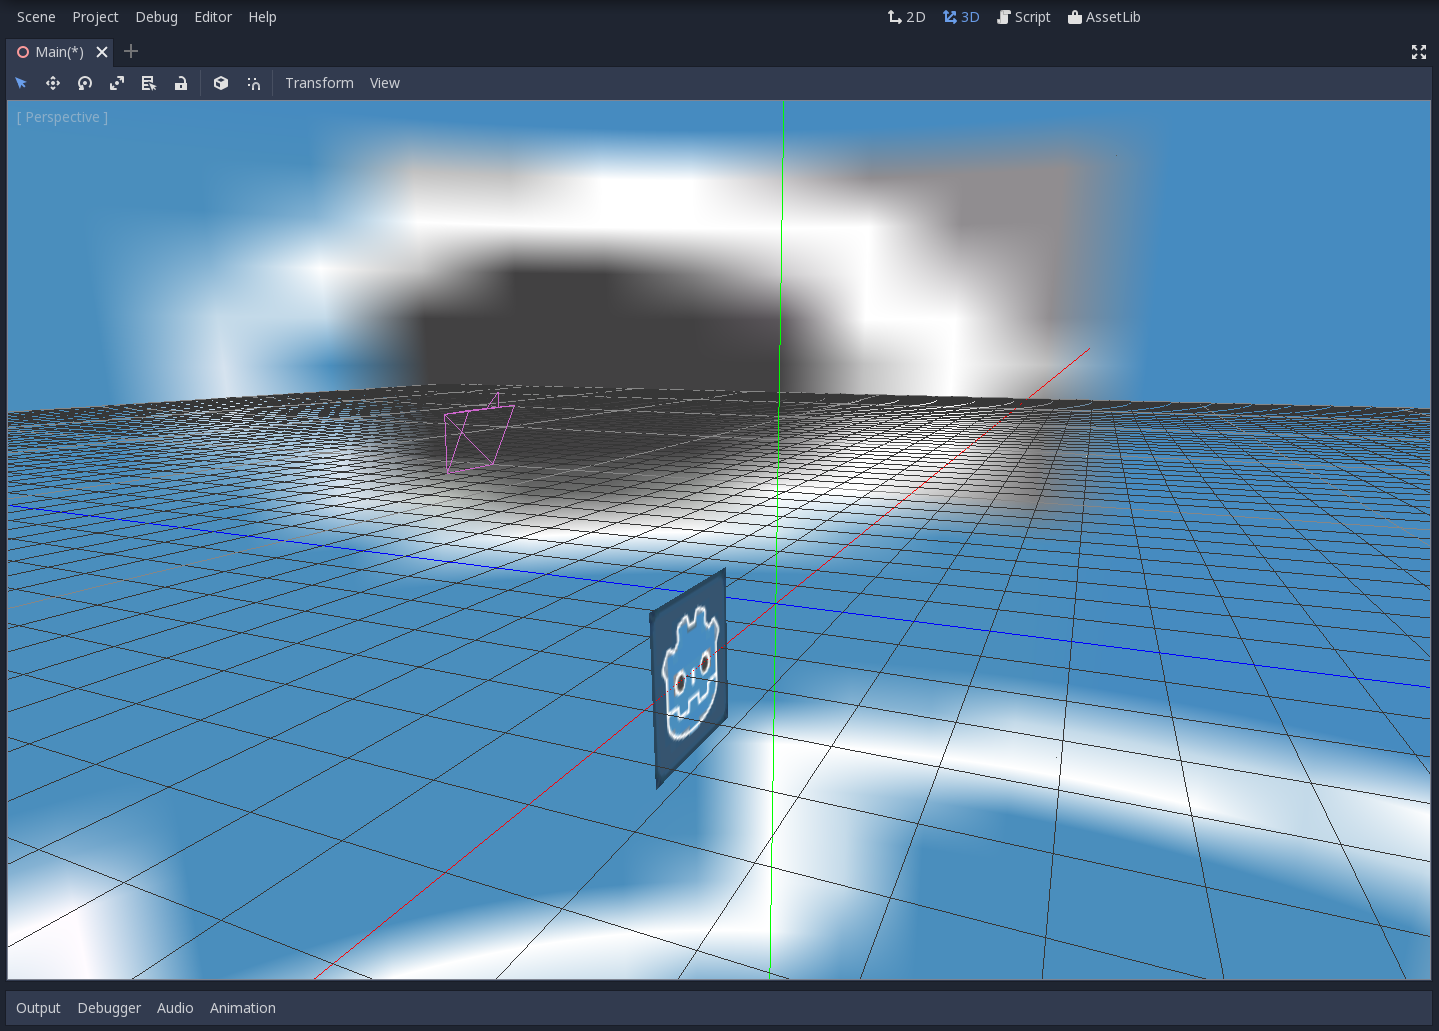 Scene Project Debug Editor Help 2D 3D Script AssetLib
Main(*)
Transform View
[ Perspective ]
Output Debugger Audio Animation